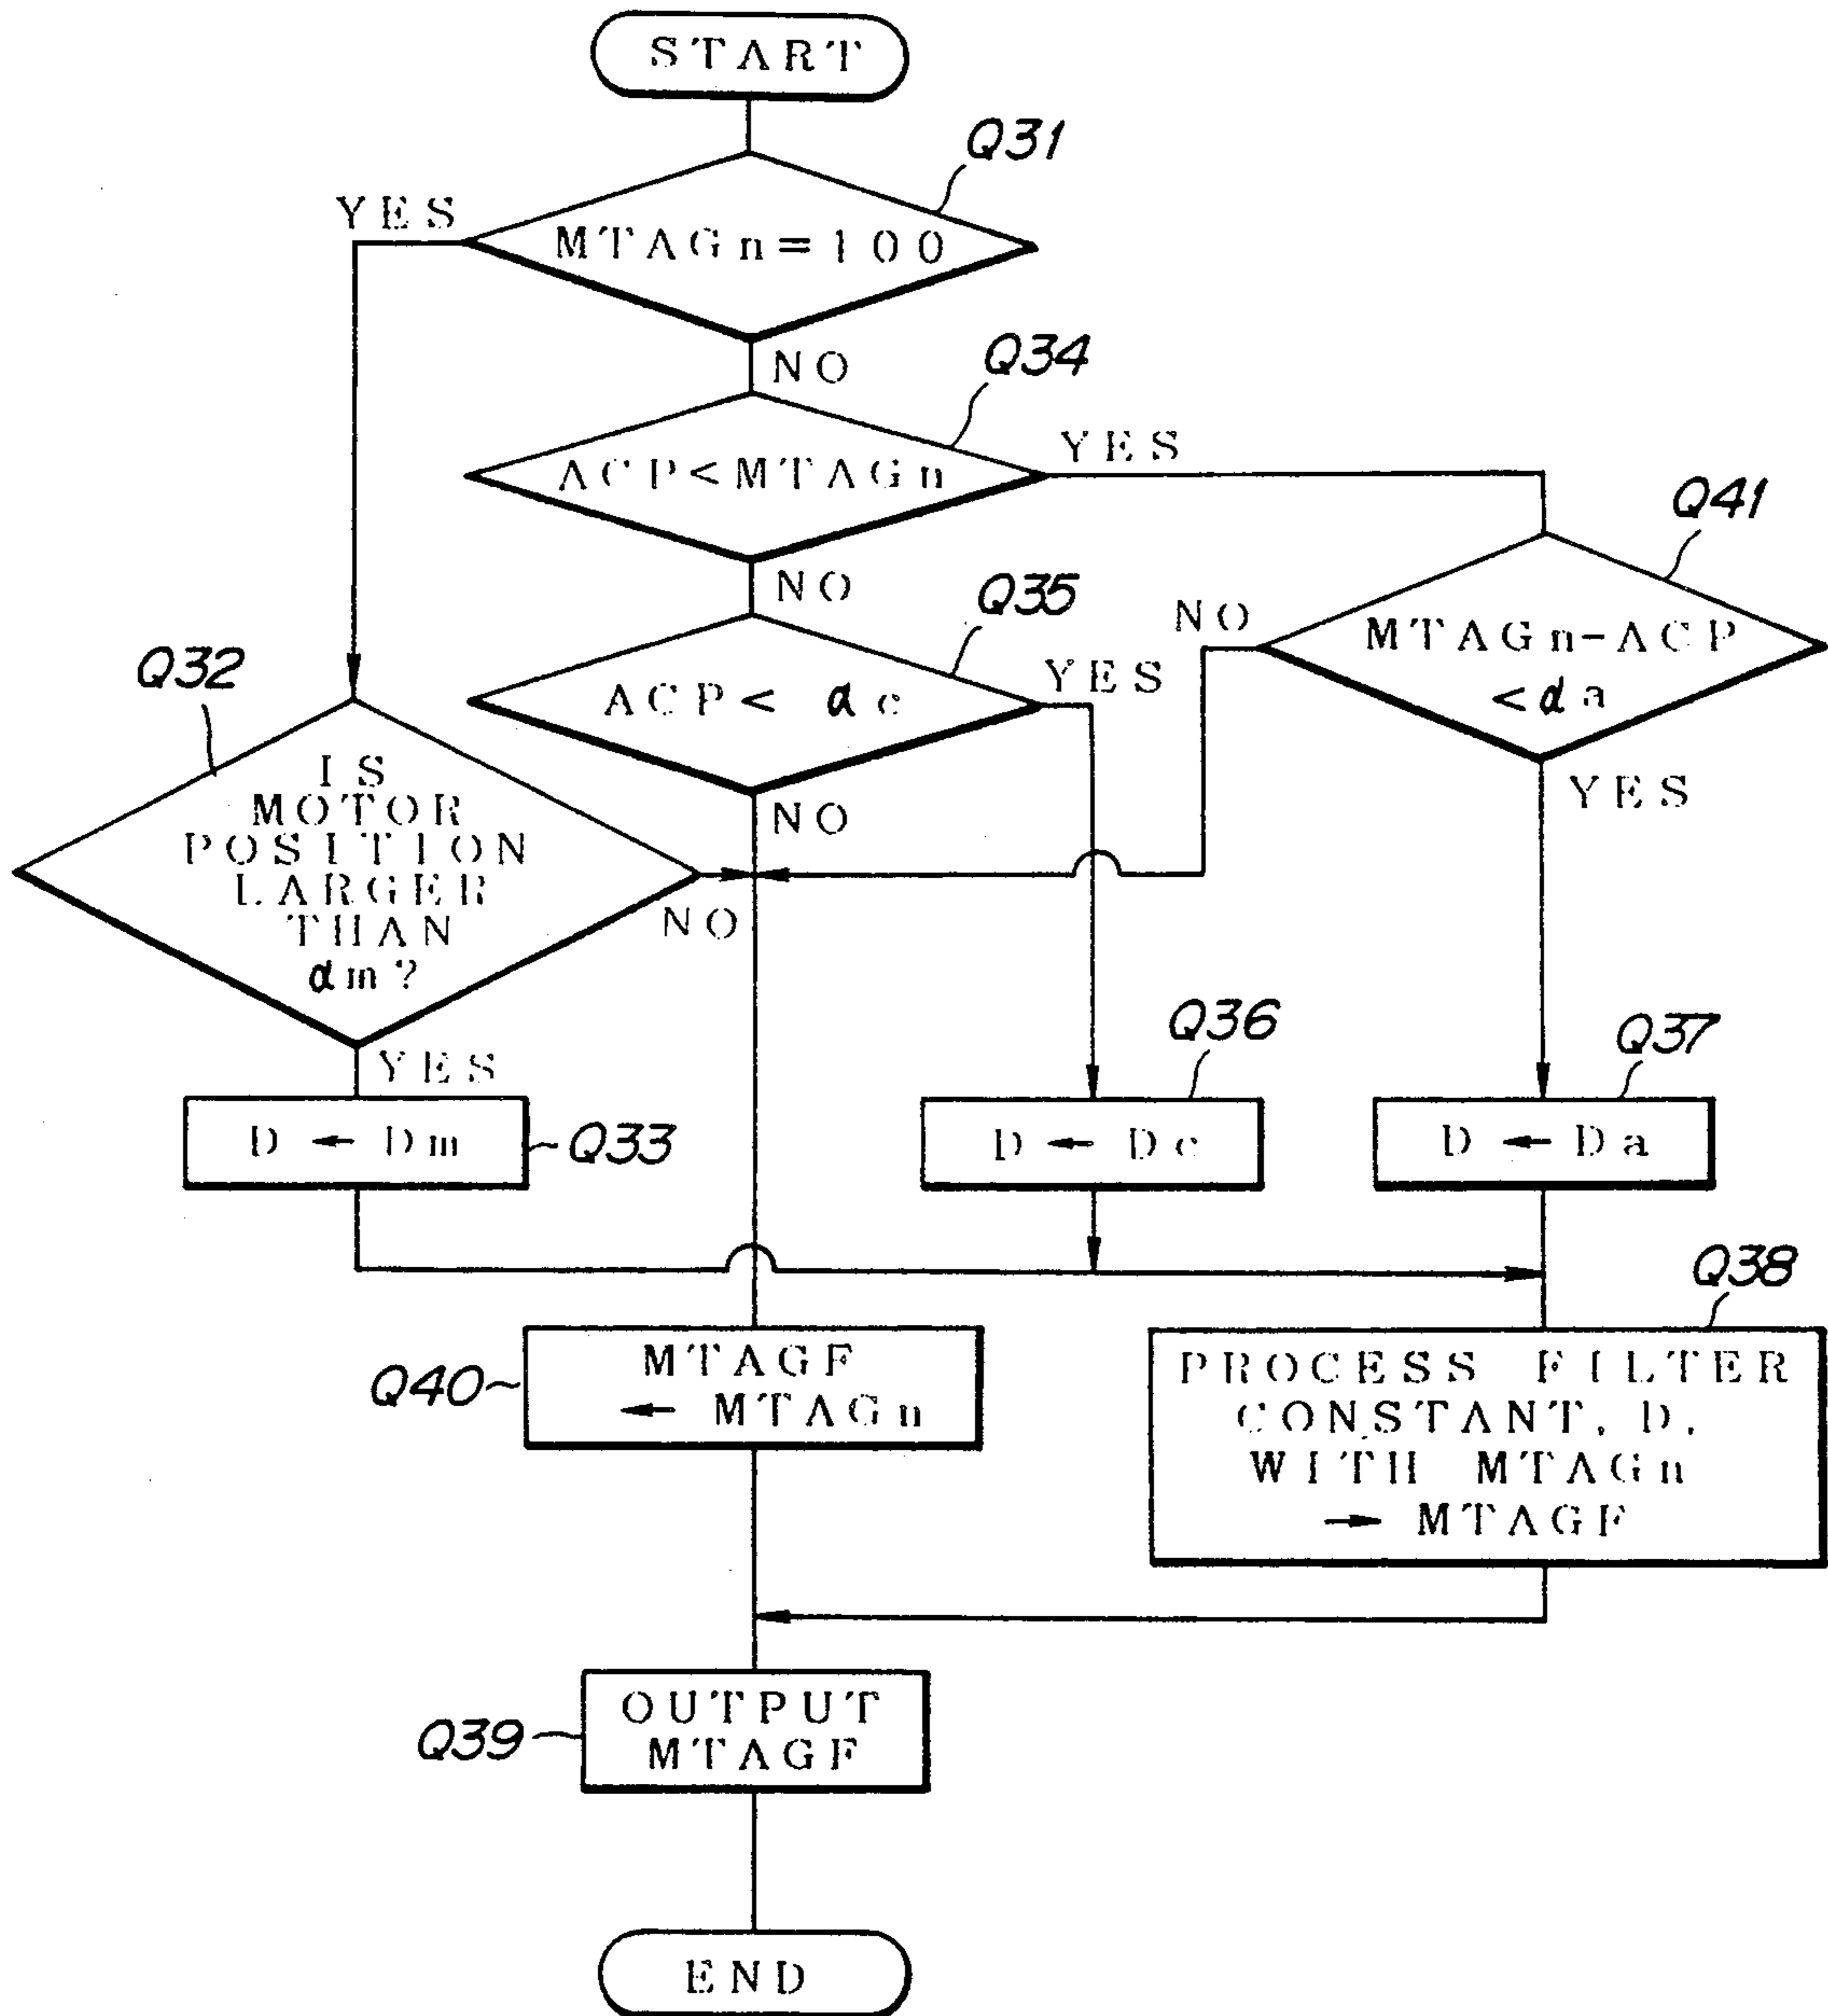 START
Q31
YES
MTAGn=100
NO
Q34
YES
ACP<MTAGn
Q41
NO
Q35
NO
MTAGn-ACP
<αa
Q32
YES
ACP< αc
IS
MOTOR
POSITION
LARGER
THAN
αm?
NO
NO
YES
YES
Q36
Q37
D ← Dm
Q33
D ← Dc
D ← Da
Q38
MTAGF
← MTAGn
Q40
PROCESS FILTER
CONSTANT, D,
WITH MTAGn
→ MTAGF
OUTPUT
MTAGF
Q39
END